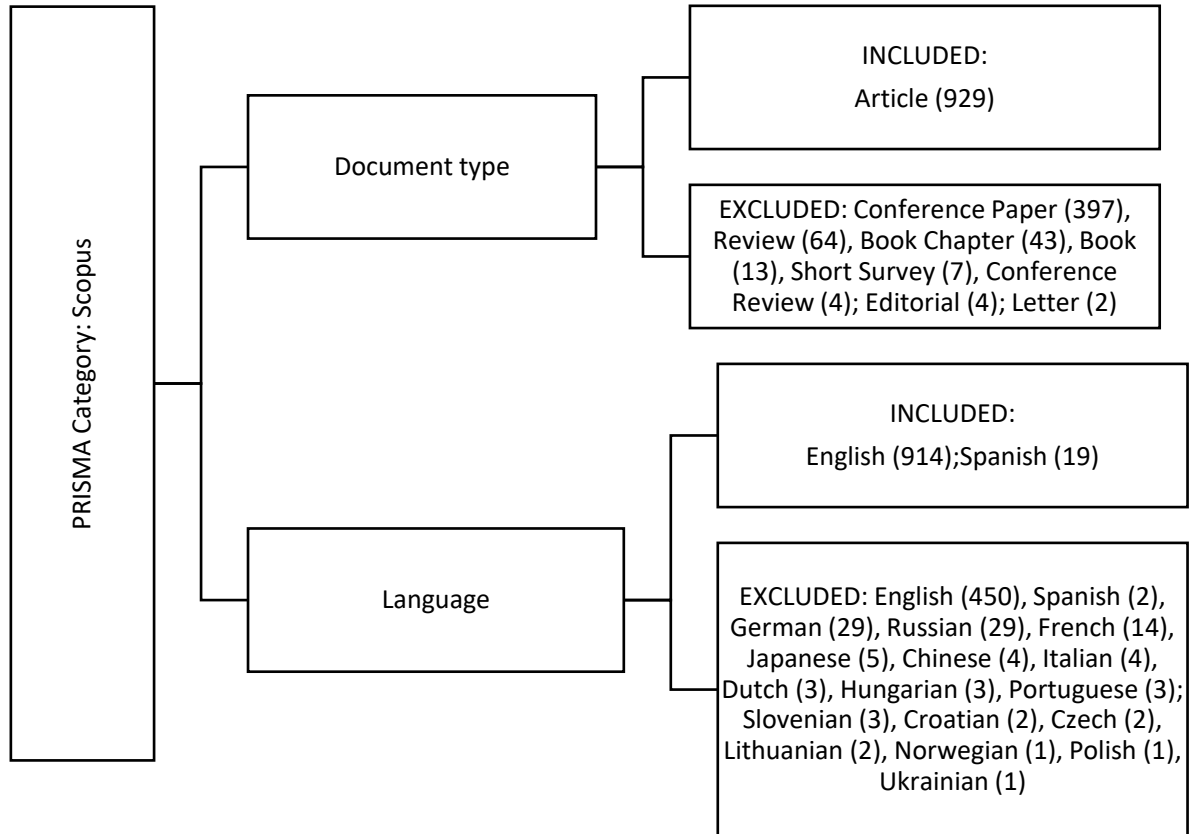 PRISMA Category: Scopus
Document type
INCLUDED:
Article (929)
EXCLUDED: Conference Paper (397),
Review (64), Book Chapter (43), Book
(13), Short Survey (7), Conference
Review (4); Editorial (4); Letter (2)
Language
INCLUDED:
English (914);Spanish (19)
EXCLUDED: English (450), Spanish (2),
German (29), Russian (29), French (14),
Japanese (5), Chinese (4), Italian (4),
Dutch (3), Hungarian (3), Portuguese (3);
Slovenian (3), Croatian (2), Czech (2),
Lithuanian (2), Norwegian (1), Polish (1),
Ukrainian (1)